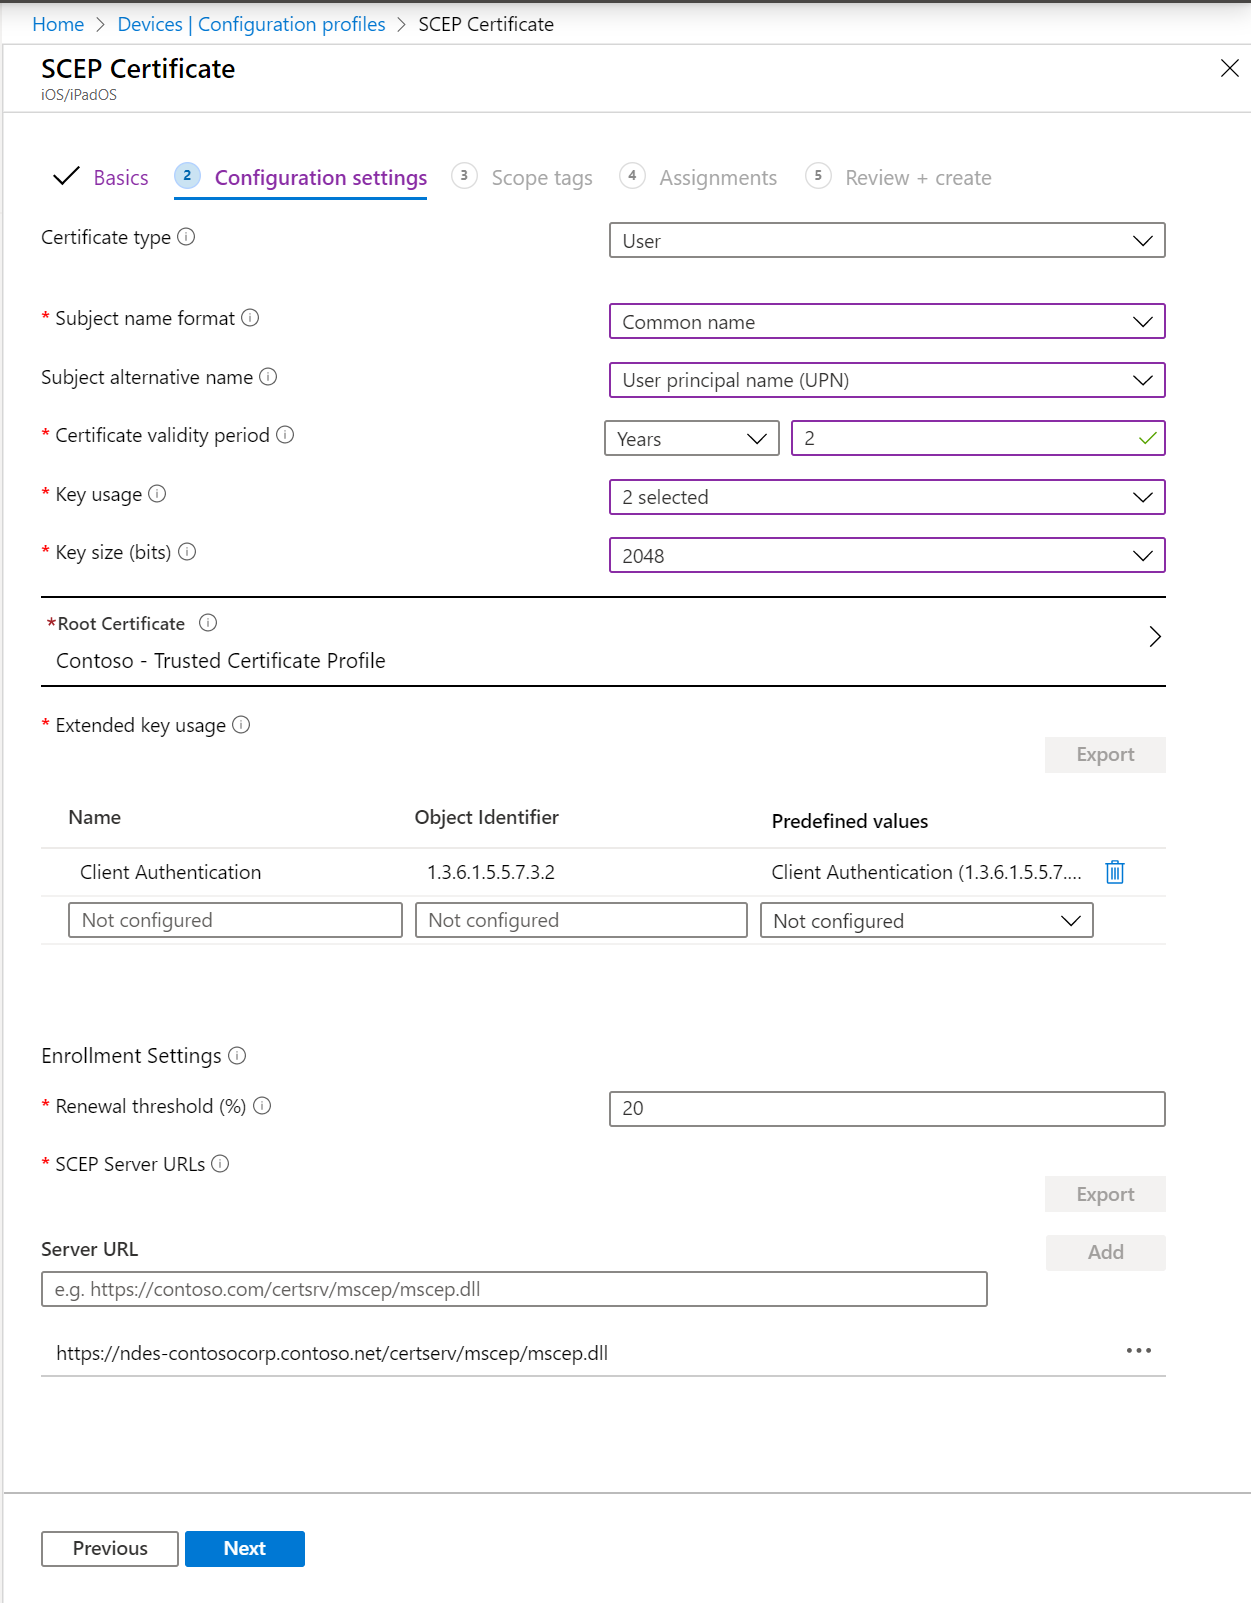 Home > Devices | Configuration profiles > SCEP Certificate
SCEP Certificate
iOS/iPadOS
Basics 2 Configuration settings 3 Scope tags 4 Assignments 5 Review + create
Certificate type User
* Subject name format Common name
Subject alternative name User principal name (UPN)
* Certificate validity period Years 2
* Key usage 2 selected
* Key size (bits) 2048
*Root Certificate
Contoso - Trusted Certificate Profile
* Extended key usage
Export
Name Object Identifier Predefined values
Client Authentication 1.3.6.1.5.5.7.3.2 Client Authentication (1.3.6.1.5.5.7....
Not configured Not configured Not configured
Enrollment Settings
* Renewal threshold (%) 20
* SCEP Server URLs
Export
Server URL Add
e.g. https://contoso.com/certsrv/mscep/mscep.dll
https://ndes-contosocorp.contoso.net/certserv/mscep/mscep.dll
Previous Next